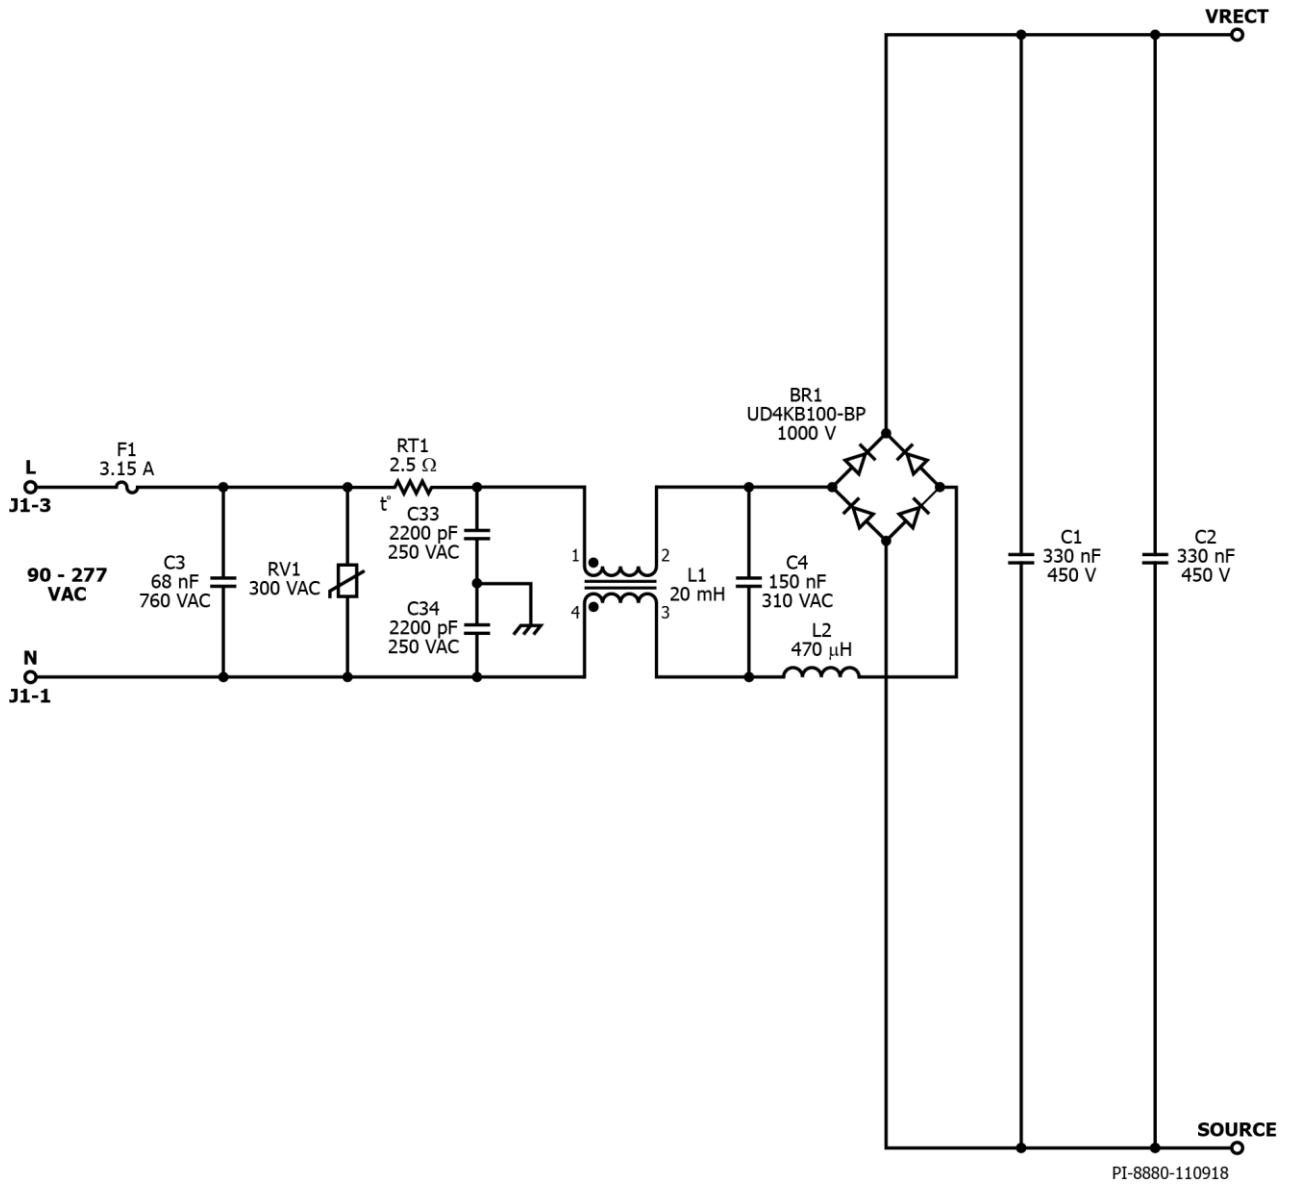 VRECT
BR1
UD4KB100-BP
1000 V
F1
3.15 A
RT1
2.5 Ω
t°
L
J1-3
C33
2200 pF
250 VAC
C3
68 nF
760 VAC
RV1
300 VAC
90 - 277
VAC
C34
2200 pF
250 VAC
1
2
4
3
L1
20 mH
C4
150 nF
310 VAC
L2
470 μH
C1
330 nF
450 V
C2
330 nF
450 V
N
J1-1
SOURCE
PI-8880-110918